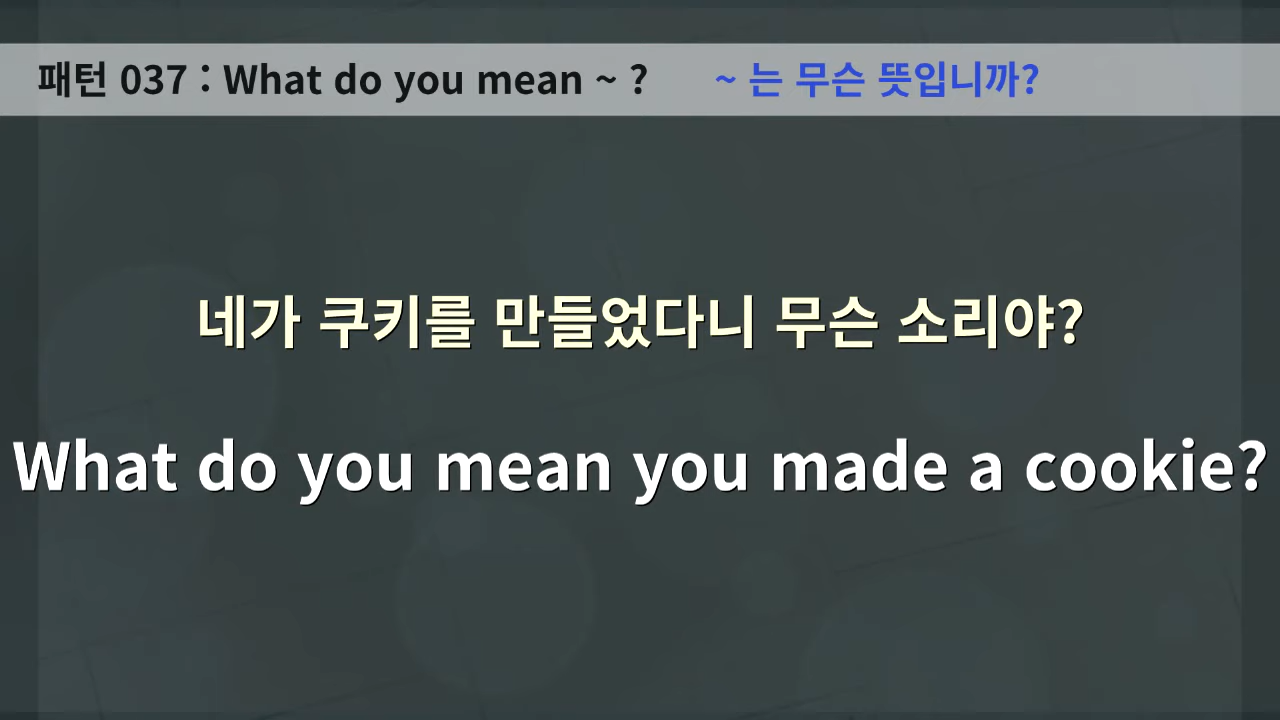 패턴 037 : What do you mean ~ ? ~ 는 무슨 뜻입니까?
네가 쿠키를 만들었다니 무슨 소리야?
What do you mean you made a cookie?